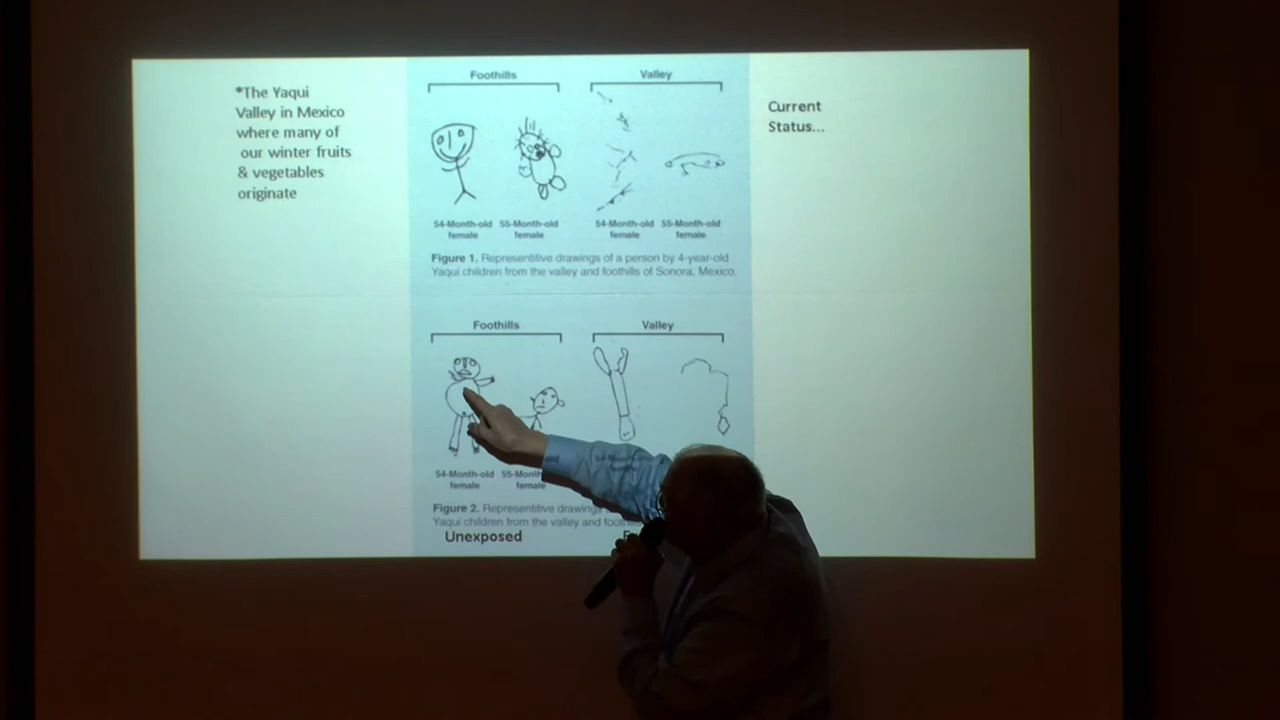 *The Yaqui
Valley in Mexico
where many of
our winter fruits
& vegetables
originate
Foothills
Valley
54-Month-old
female
55-Month-old
female
54-Month-old
female
55-Month-old
female
Figure 1. Representitive drawings of a person by 4-year-old
Yaqui children from the valley and foothills of Sonora, Mexico.
Foothills
Valley
54-Month-old
female
female
female
Figure 2. Representitive drawings
Yaqui children from the valley and
Unexposed
Current
Status...